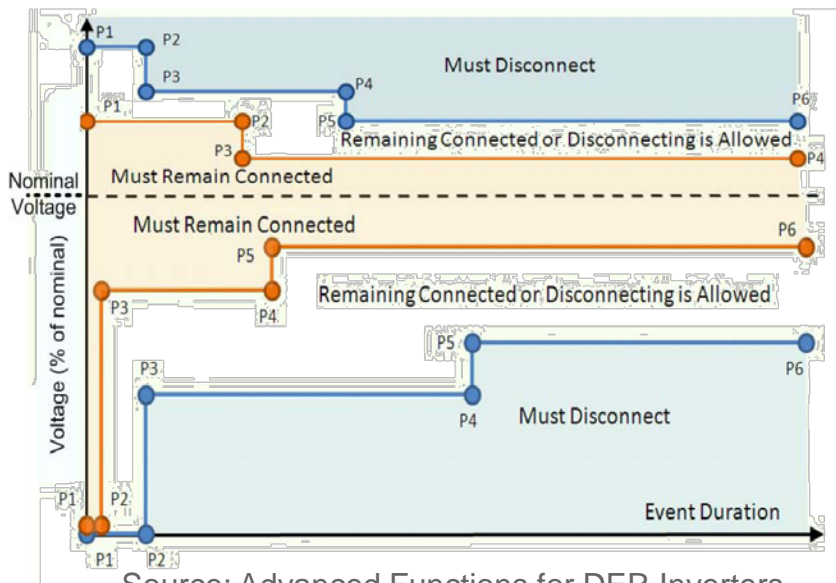 P1
P2
P3
P4
Must Disconnect
P1
P2
P5
P6
Remaining Connected or Disconnecting is Allowed
P3
P4
Must Remain Connected
Nominal
Voltage
Must Remain Connected
P5
P6
P3
P4
Remaining Connected or Disconnecting is Allowed
Voltage (% of nominal)
P5
P3
P6
P4
Must Disconnect
P1
P2
Event Duration
P1
P2
Source: Advanced Functions for DER Inverters